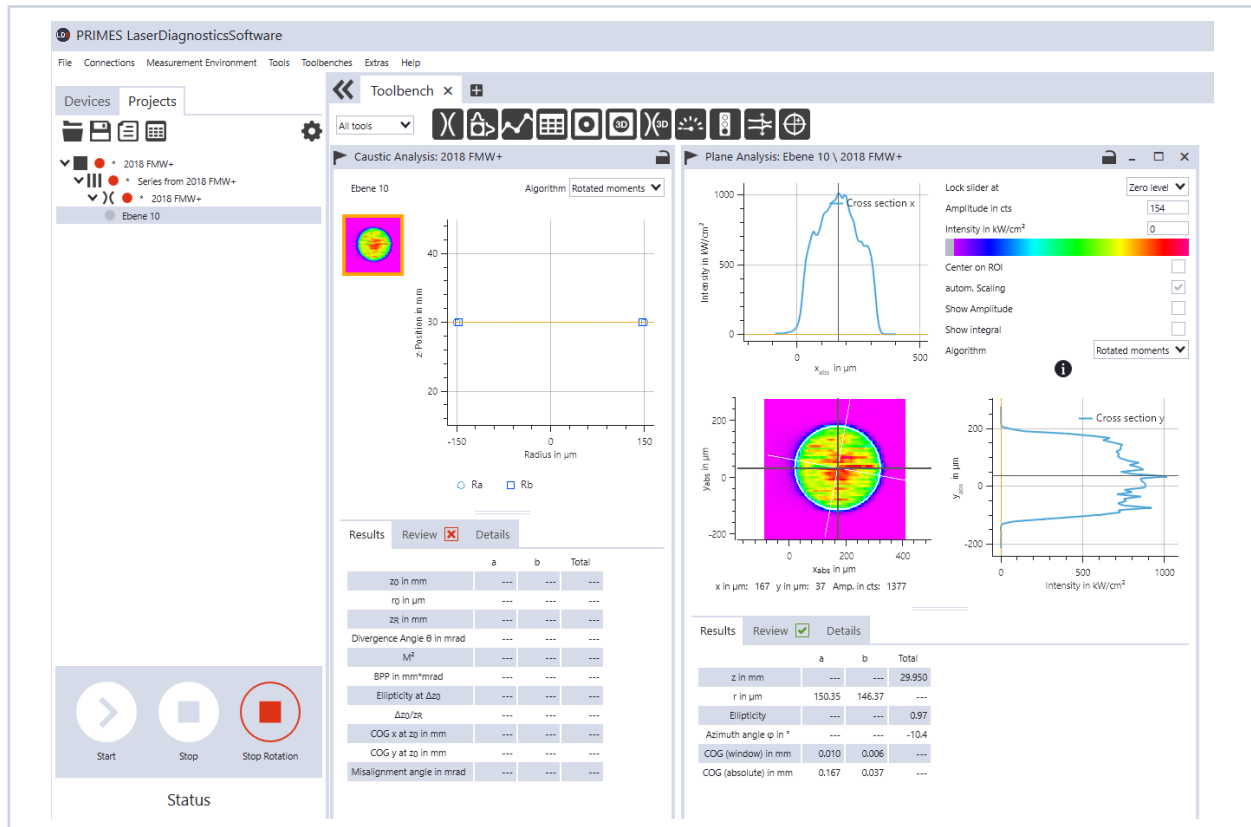 LD
PRIMES LaserDiagnosticsSoftware
File Connections Measurement Environment Tools Toolbenches Extras Help
Devices Projects
* 2018 FMW+
* Series from 2018 FMW+
* 2018 FMW+
Ebene 10
Start Stop Stop Rotation
Status
Toolbench
All tools
3D 3D
Caustic Analysis: 2018 FMW+
Ebene 10 Algorithm Rotated moments
z-Position in mm
40
30
20
-150 0 150
Radius in µm
Ra Rb
Results Review Details
a b Total
z0 in mm --- --- ---
r0 in µm --- --- ---
zR in mm --- --- ---
Divergence Angle θ in mrad --- --- ---
M² --- --- ---
BPP in mm*mrad --- --- ---
Ellipticity at Δz0 --- --- ---
Δz0/zR --- --- ---
COG x at z0 in mm --- --- ---
COG y at z0 in mm --- --- ---
Misalignment angle in mrad --- --- ---
Plane Analysis: Ebene 10 \ 2018 FMW+
Intensity in kW/cm²
1000
500
0
Cross section x
0 500
xabs in µm
Lock slider at Zero level
Amplitude in cts 154
Intensity in kW/cm² 0
Center on ROI
autom. Scaling
Show Amplitude
Show integral
Algorithm Rotated moments
i
yabs in µm
200
0
-200
0 200 400
xabs in µm
x in µm: 167 y in µm: 37 Amp. in cts: 1377
Cross section y
yabs in µm
200
0
-200
0 500 1000
Intensity in kW/cm²
Results Review Details
a b Total
z in mm --- --- 29.950
r in µm 150.35 146.37 ---
Ellipticity --- --- 0.97
Azimuth angle φ in ° --- --- -10.4
COG (window) in mm 0.010 0.006 ---
COG (absolute) in mm 0.167 0.037 ---